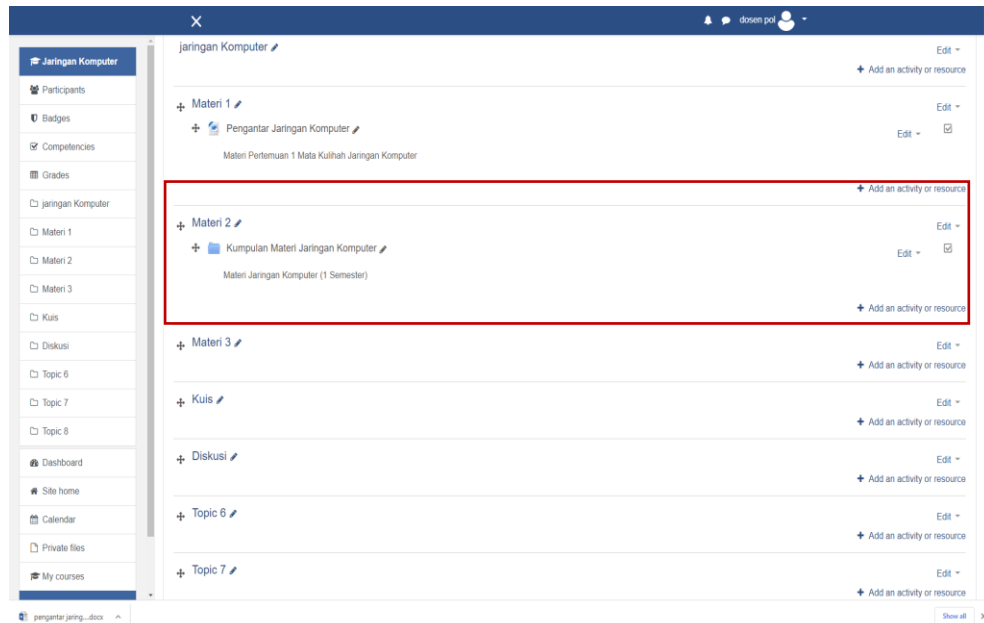 dosen pol
Jaringan Komputer
Participants
Badges
Competencies
Grades
jaringan Komputer
Materi 1
Materi 2
Materi 3
Kuis
Diskusi
Topic 6
Topic 7
Topic 8
Dashboard
Site home
Calendar
Private files
My courses
jaringan Komputer
Edit
Add an activity or resource
Materi 1
Edit
Pengantar Jaringan Komputer
Edit
Materi Pertemuan 1 Mata Kulihah Jaringan Komputer
Add an activity or resource
Materi 2
Edit
Kumpulan Materi Jaringan Komputer
Edit
Materi Jaringan Komputer (1 Semester)
Add an activity or resource
Materi 3
Edit
Add an activity or resource
Kuis
Edit
Add an activity or resource
Diskusi
Edit
Add an activity or resource
Topic 6
Edit
Add an activity or resource
Topic 7
Edit
Add an activity or resource
pengantar jaring....docx
Show all